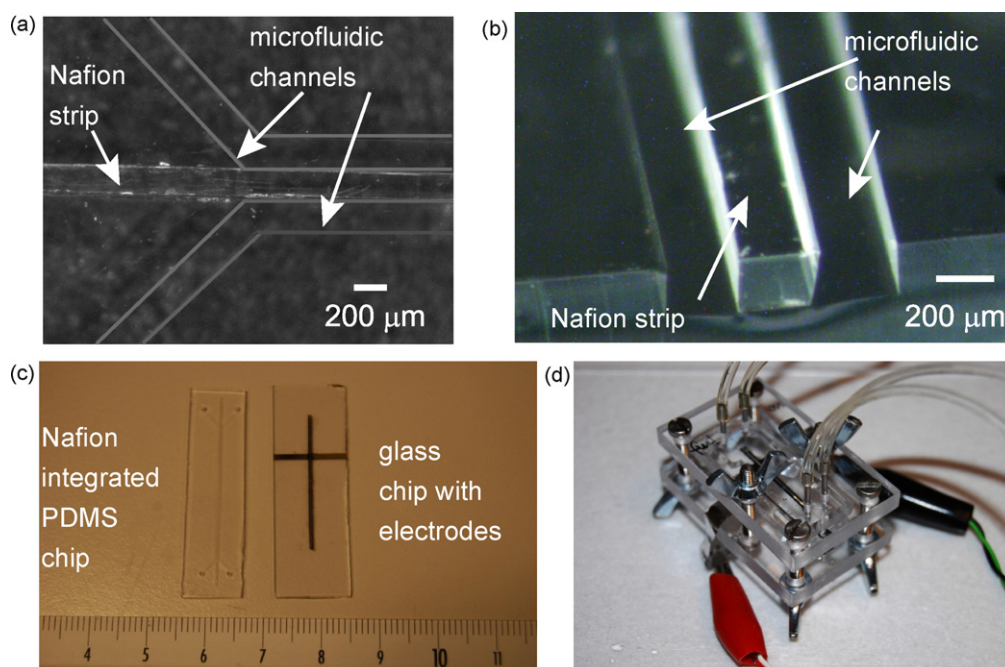 (a)
microfluidic
channels
Nafion
strip
200 μm
(b)
microfluidic
channels
Nafion strip
200 μm
(c)
Nafion
integrated
PDMS
chip
glass
chip with
electrodes
4 5 6 7 8 9 10 11
(d)